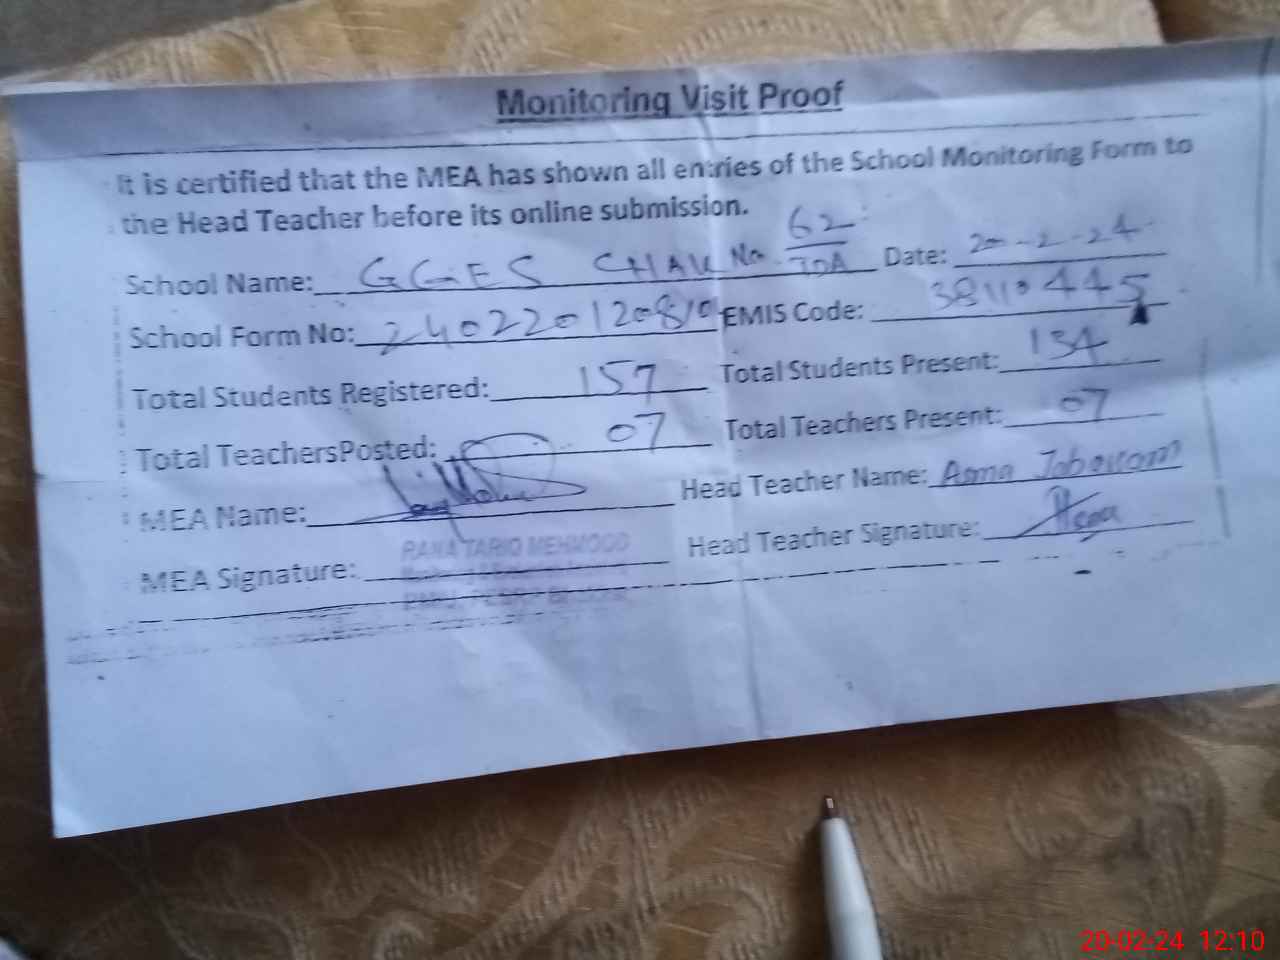 Monitoring Visit Proof
It is certified that the MEA has shown all entries of the School Monitoring Form to
the Head Teacher before its online submission.
School Name: GGES CHAK No. 62/TDA Date: 20-2-24
School Form No: 240220120810 EMIS Code: 38110445
Total Students Registered: 157 Total Students Present: 134
Total TeachersPosted: 07 Total Teachers Present: 07
MEA Name: Head Teacher Name: Asma
MEA Signature: RANA TARIQ MEHMOOD Head Teacher Signature:
20-02-24 12:10